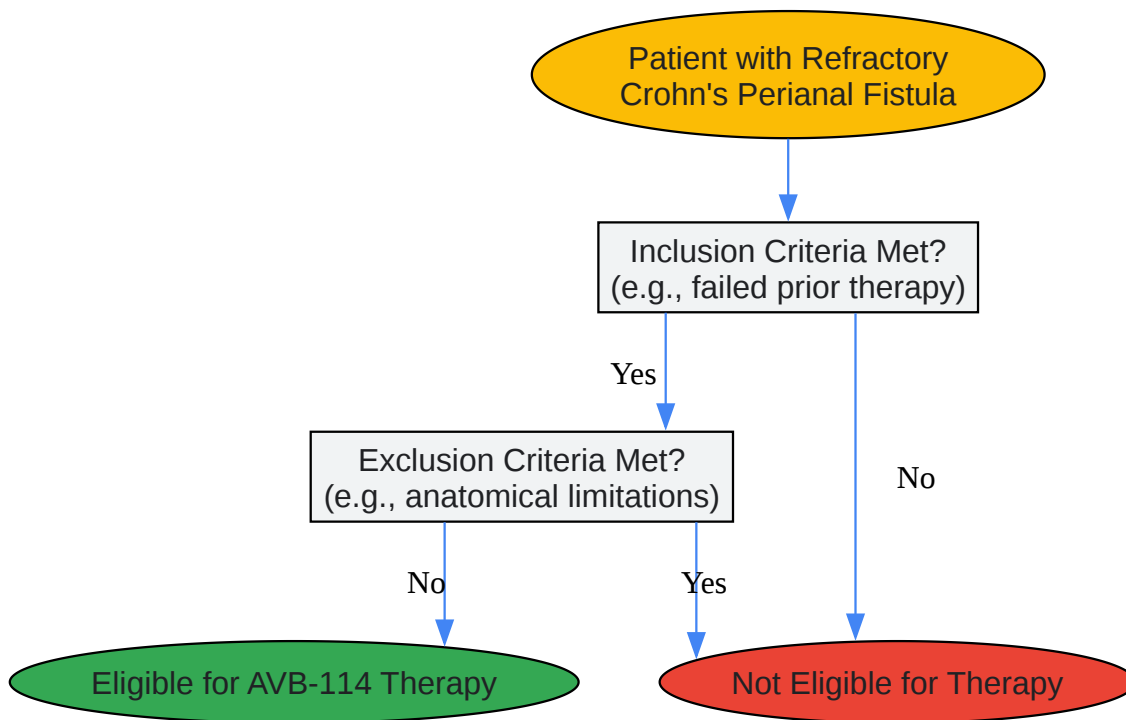 Patient with Refractory
Crohn's Perianal Fistula
Inclusion Criteria Met?
(e.g., failed prior therapy)
Yes
Exclusion Criteria Met?
(e.g., anatomical limitations)
No
No
Yes
Eligible for AVB-114 Therapy
Not Eligible for Therapy